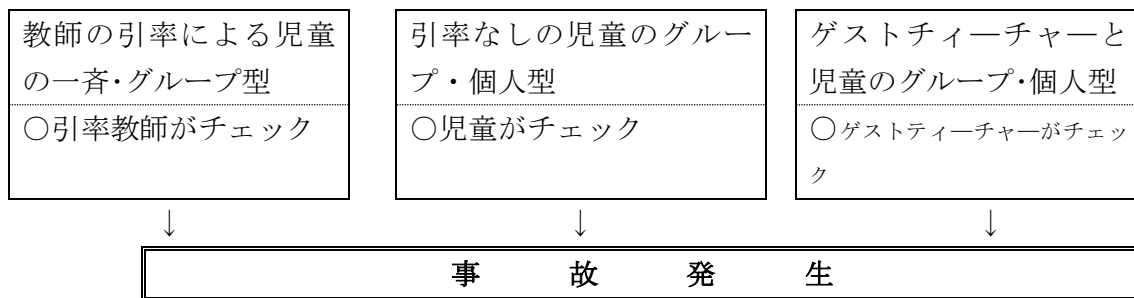 教師の引率による児童
の一斉・グループ型
○引率教師がチェック
引率なしの児童のグルー
プ・個人型
○児童がチェック
ゲストティ―チャ―と
児童のグループ・個人型
○ゲストティ―チャ―がチェッ
ク
↓ ↓ ↓
事 故 発 生